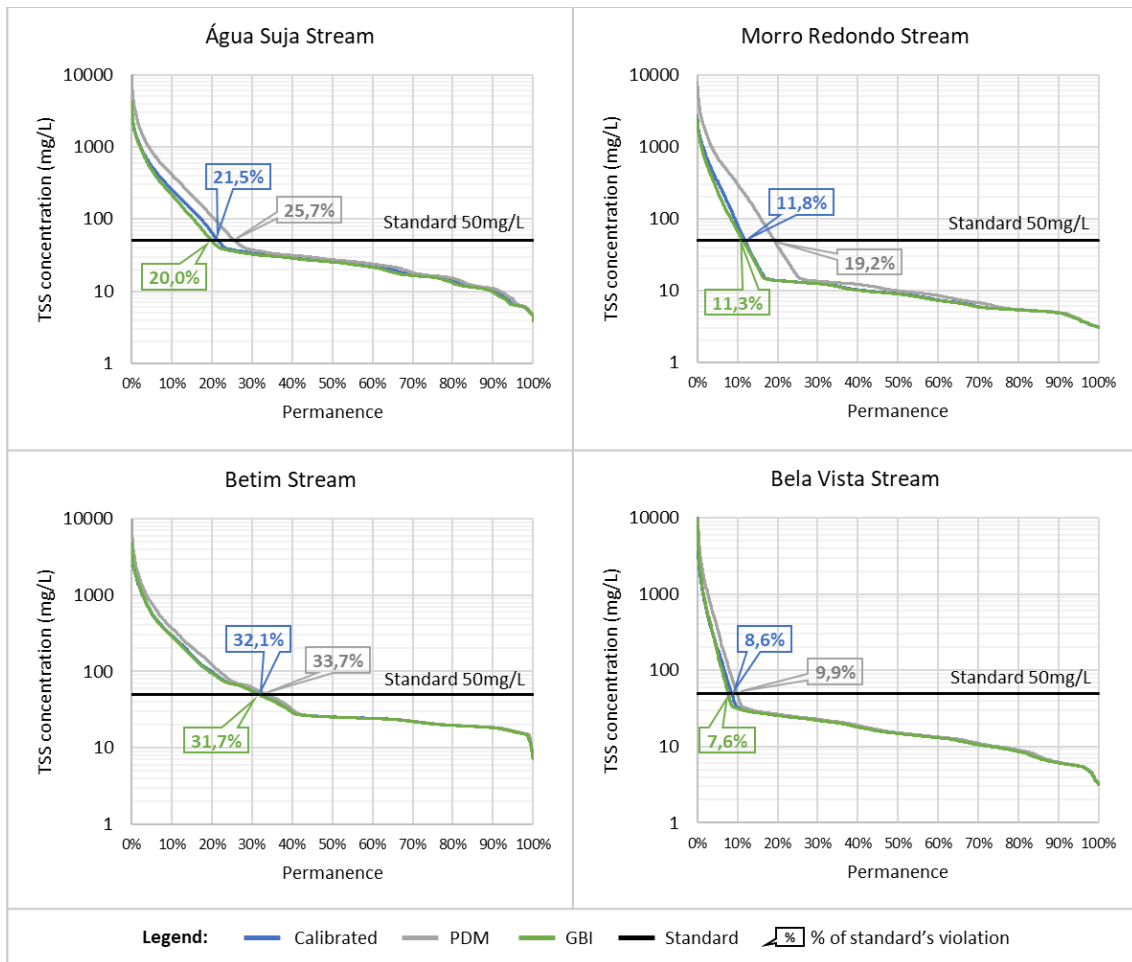 Água Suja Stream
TSS concentration (mg/L)
10000
1000
100
10
1
21,5%
25,7%
20,0%
Standard 50mg/L
0% 10% 20% 30% 40% 50% 60% 70% 80% 90% 100%
Permanence
Morro Redondo Stream
TSS concentration (mg/L)
10000
1000
100
10
1
11,8%
19,2%
11,3%
Standard 50mg/L
0% 10% 20% 30% 40% 50% 60% 70% 80% 90% 100%
Permanence
Betim Stream
TSS concentration (mg/L)
10000
1000
100
10
1
32,1%
33,7%
31,7%
Standard 50mg/L
0% 10% 20% 30% 40% 50% 60% 70% 80% 90% 100%
Permanence
Bela Vista Stream
TSS concentration (mg/L)
10000
1000
100
10
1
8,6%
9,9%
7,6%
Standard 50mg/L
0% 10% 20% 30% 40% 50% 60% 70% 80% 90% 100%
Permanence
Legend: Calibrated PDM GBI Standard % % of standard's violation